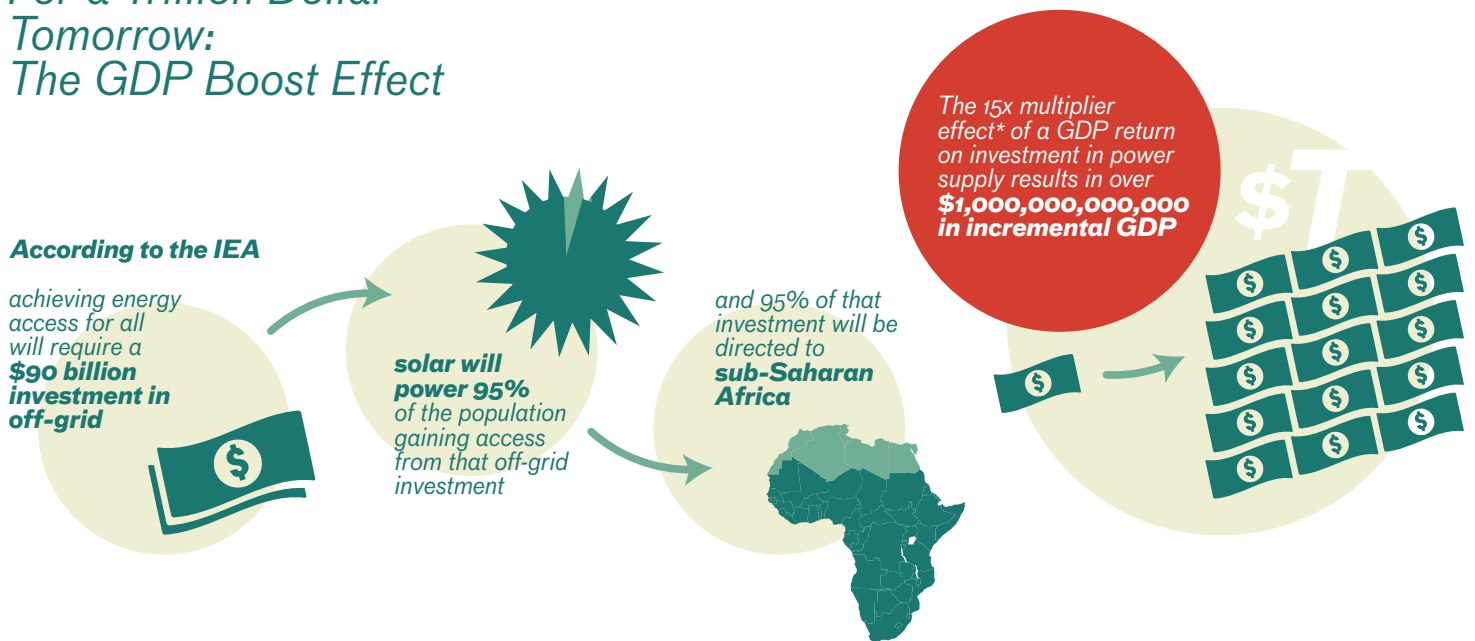 For a Trillion Dollar
Tomorrow:
The GDP Boost Effect
According to the IEA
achieving energy
access for all
will require a
$90 billion
investment in
off-grid
$
solar will
power 95%
of the population
gaining access
from that off-grid
investment
and 95% of that
investment will be
directed to
sub-Saharan
Africa
The 15x multiplier
effect* of a GDP return
on investment in power
supply results in over
$1,000,000,000,000
in incremental GDP
$
$T
$ $ $
$ $ $
$ $ $
$ $ $
$ $ $